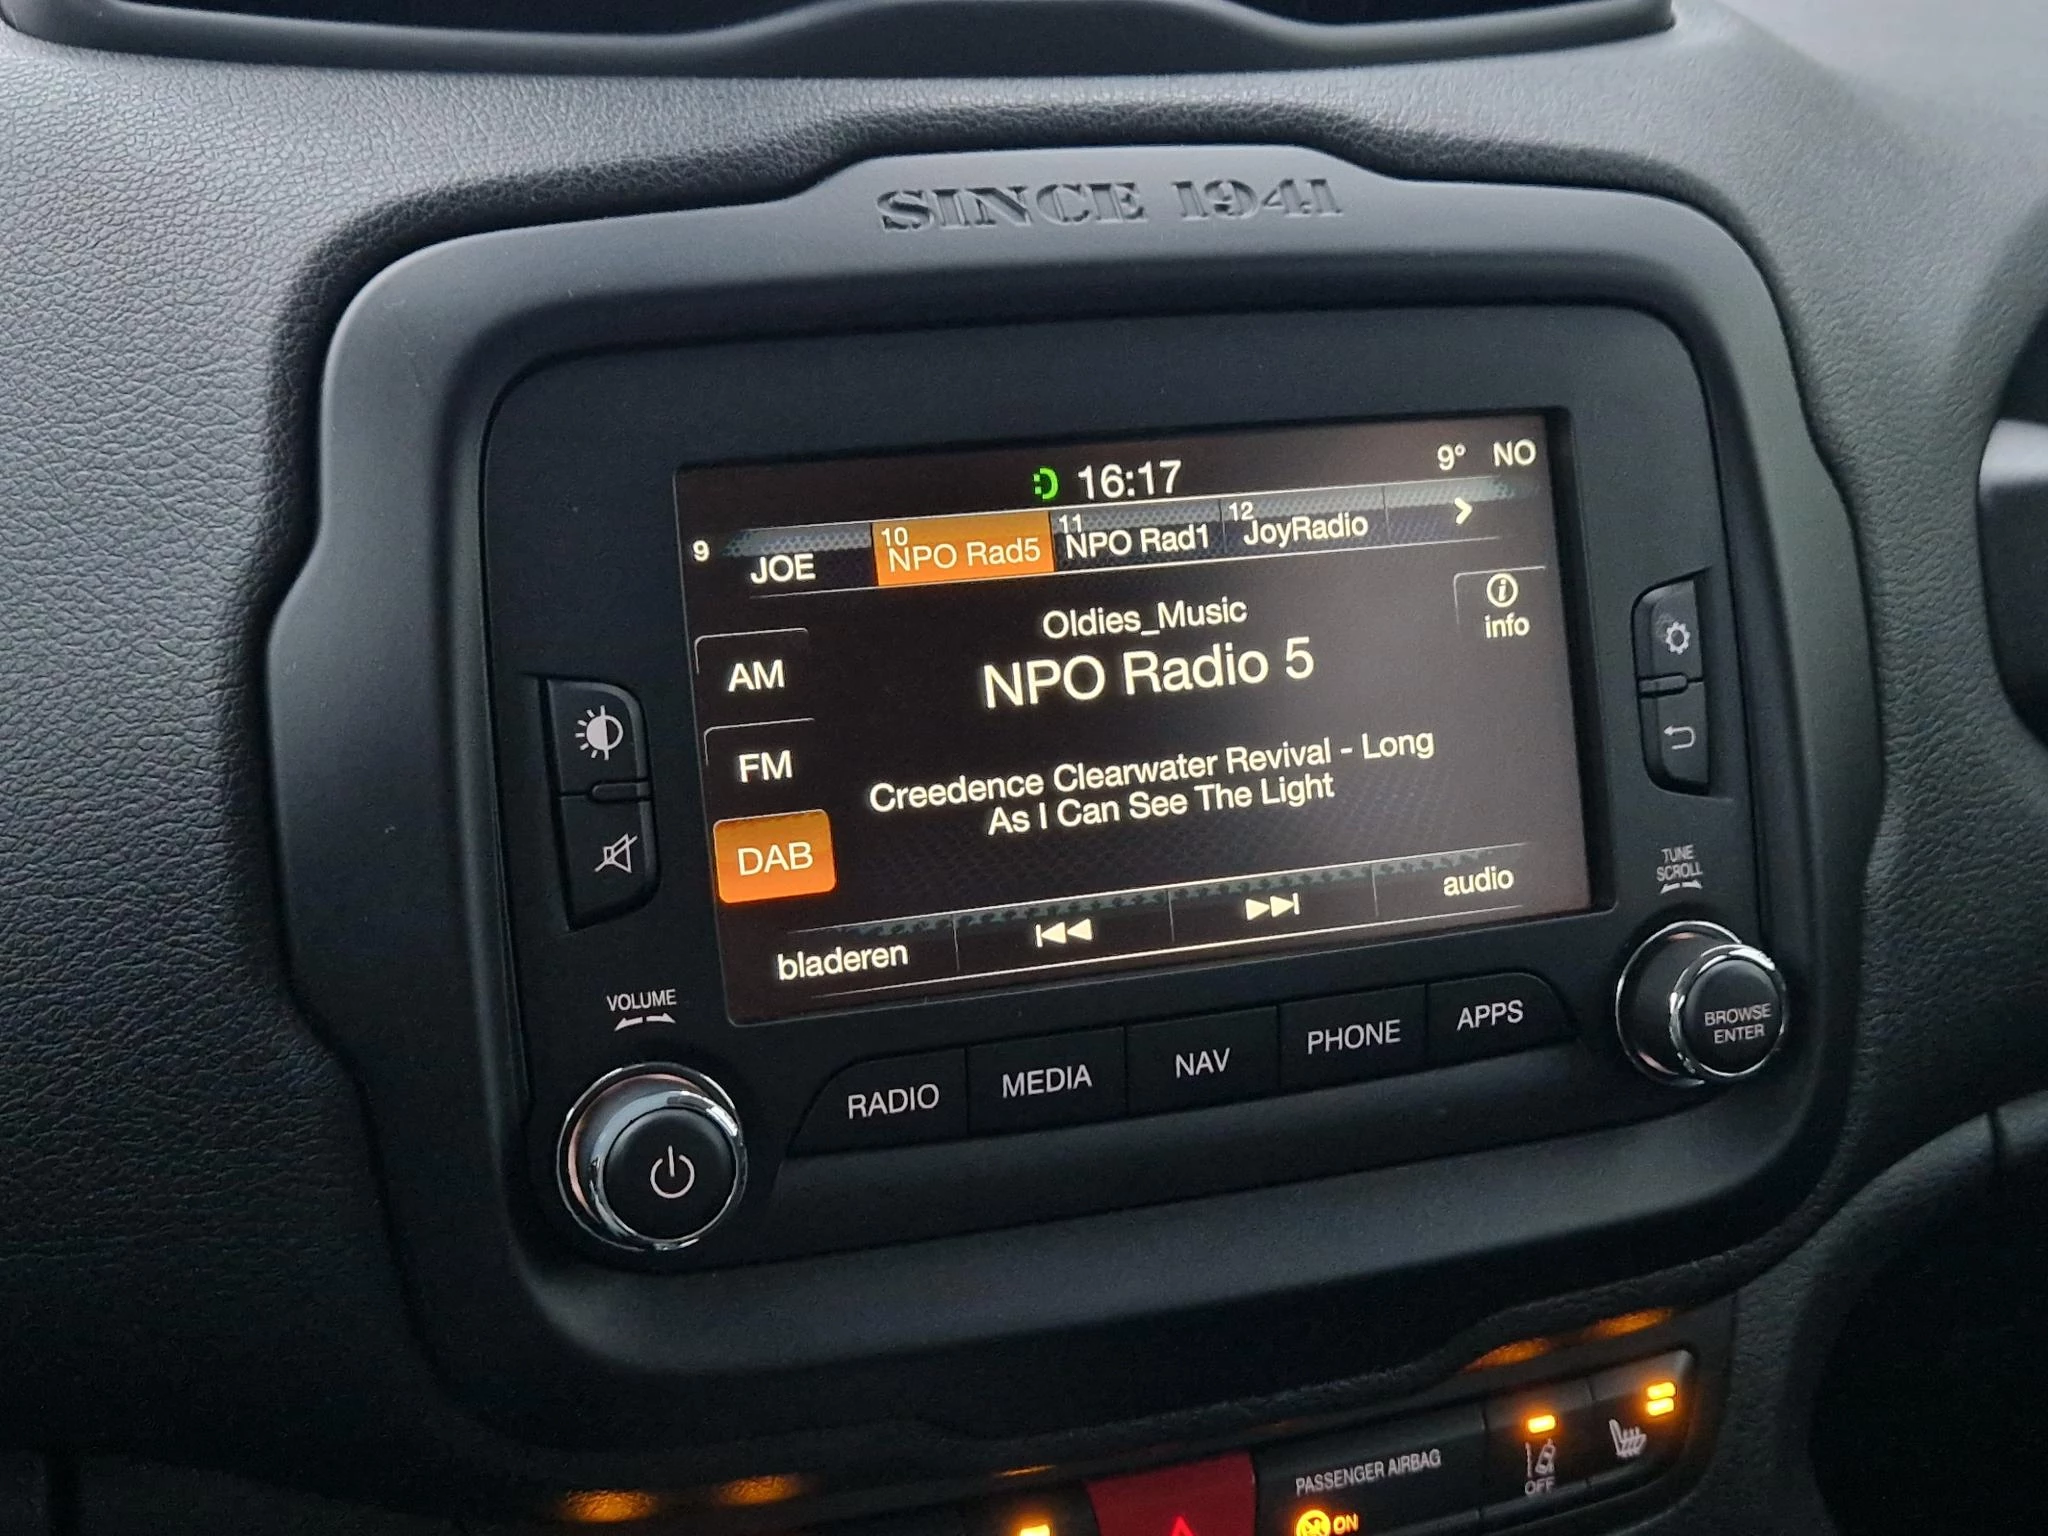 SINCE 1941
16:17
9° NO
9 JOE
10 NPO Rad5
11 NPO Rad1
12 JoyRadio
info
Oldies_Music
NPO Radio 5
AM
FM
DAB
Creedence Clearwater Revival - Long
As I Can See The Light
bladeren
audio
VOLUME
TUNE
SCROLL
BROWSE
ENTER
RADIO
MEDIA
NAV
PHONE
APPS
PASSENGER AIRBAG
ON
OFF